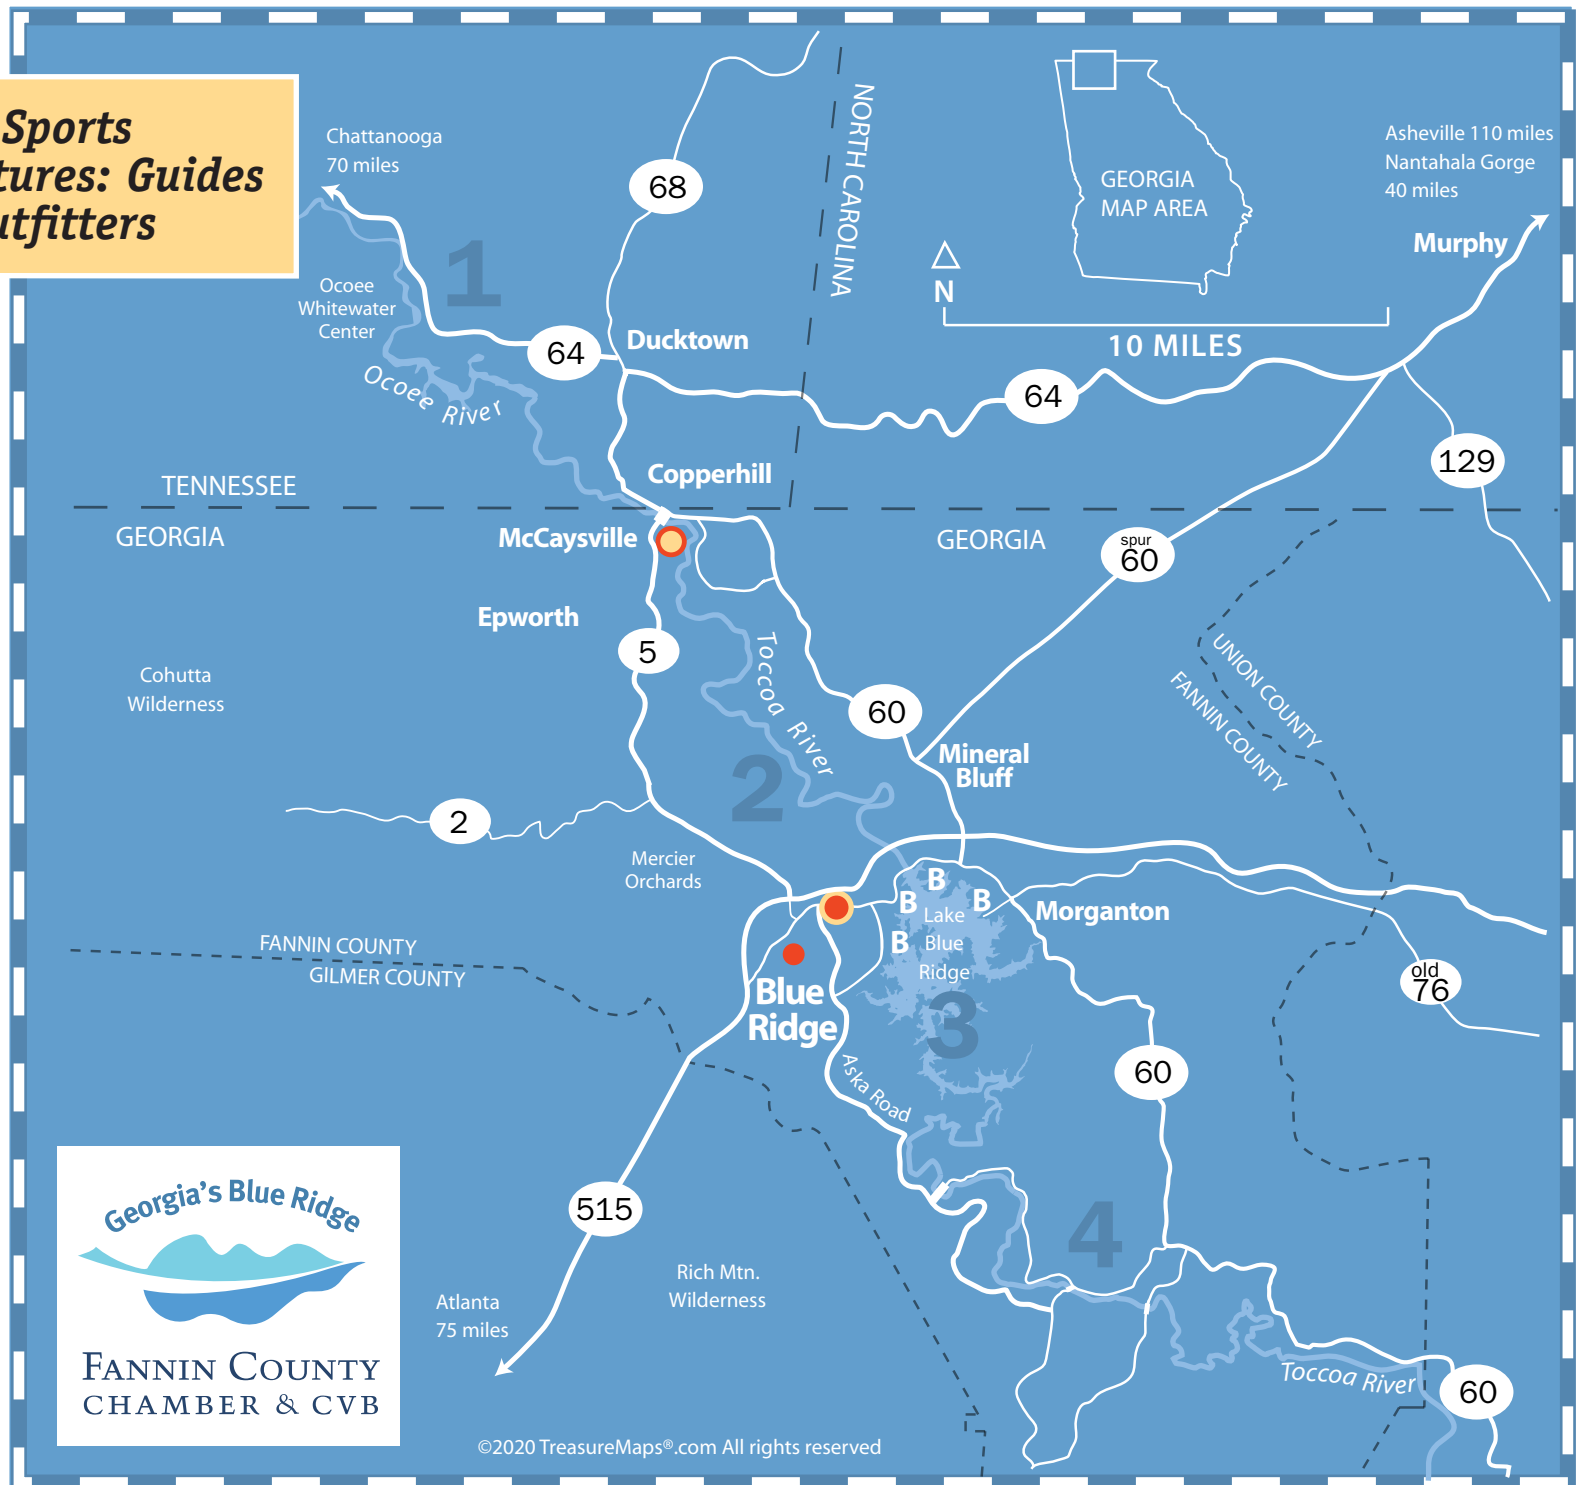 Sports
tures: Guides
utfitters
Chattanooga
70 miles
68
NORTH CAROLINA
GEORGIA
MAP AREA
Asheville 110 miles
Nantahala Gorge
40 miles
Murphy
1
N
10 MILES
Ocoee
Whitewater
Center
64
Ducktown
Ocoee River
64
129
Copperhill
TENNESSEE
GEORGIA
McCaysville
GEORGIA
spur
60
Epworth
5
Toccoa River
UNION COUNTY
FANNIN COUNTY
Cohutta
Wilderness
60
Mineral
Bluff
2
2
Mercier
Orchards
B
B
B
B
Lake
Blue
Ridge
Morganton
FANNIN COUNTY
GILMER COUNTY
old
76
Blue
Ridge
3
Aska Road
60
Georgia's Blue Ridge
FANNIN COUNTY
CHAMBER & CVB
515
4
Rich Mtn.
Wilderness
Atlanta
75 miles
Toccoa River
60
©2020 TreasureMaps®.com All rights reserved